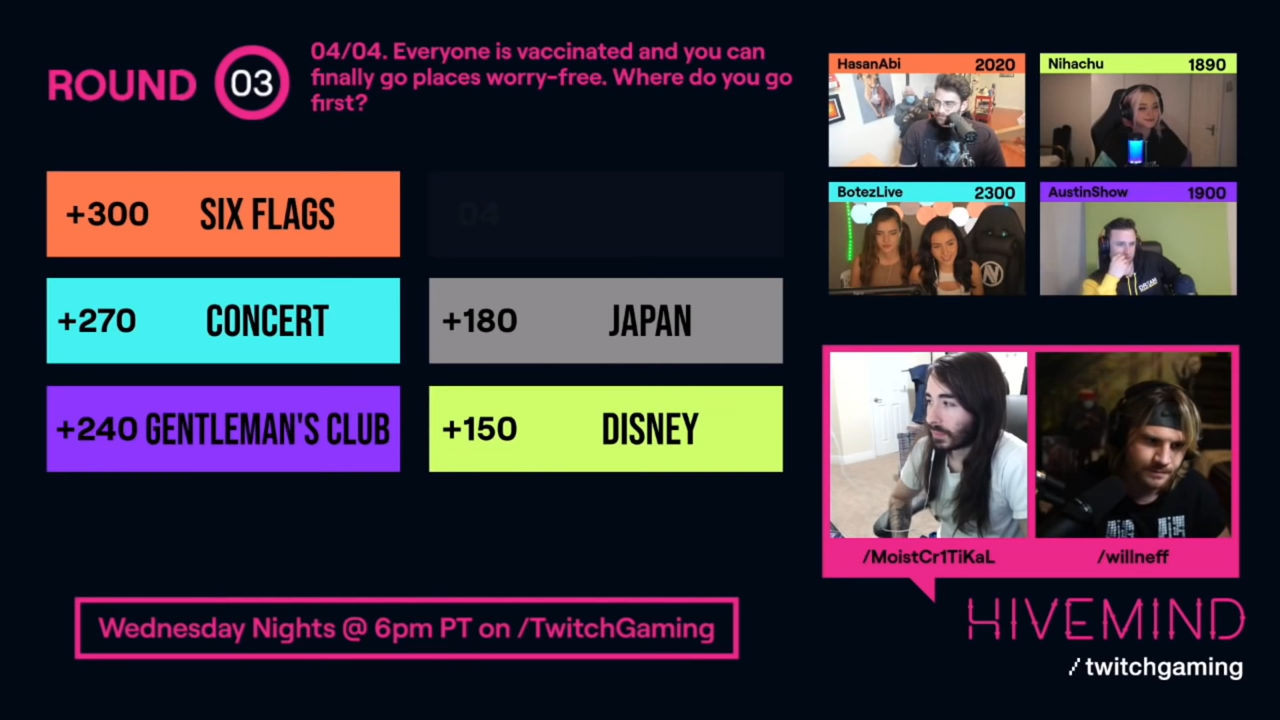 ROUND 03
04/04. Everyone is vaccinated and you can
finally go places worry-free. Where do you go
first?
+300 SIX FLAGS
04
+270 CONCERT
+180 JAPAN
+240 GENTLEMAN'S CLUB
+150 DISNEY
HasanAbi 2020
Nihachu 1890
BotezLive 2300
AustinShow 1900
/MoistCr1TiKaL
/willneff
HIVEMIND
/twitchgaming
Wednesday Nights @ 6pm PT on /TwitchGaming